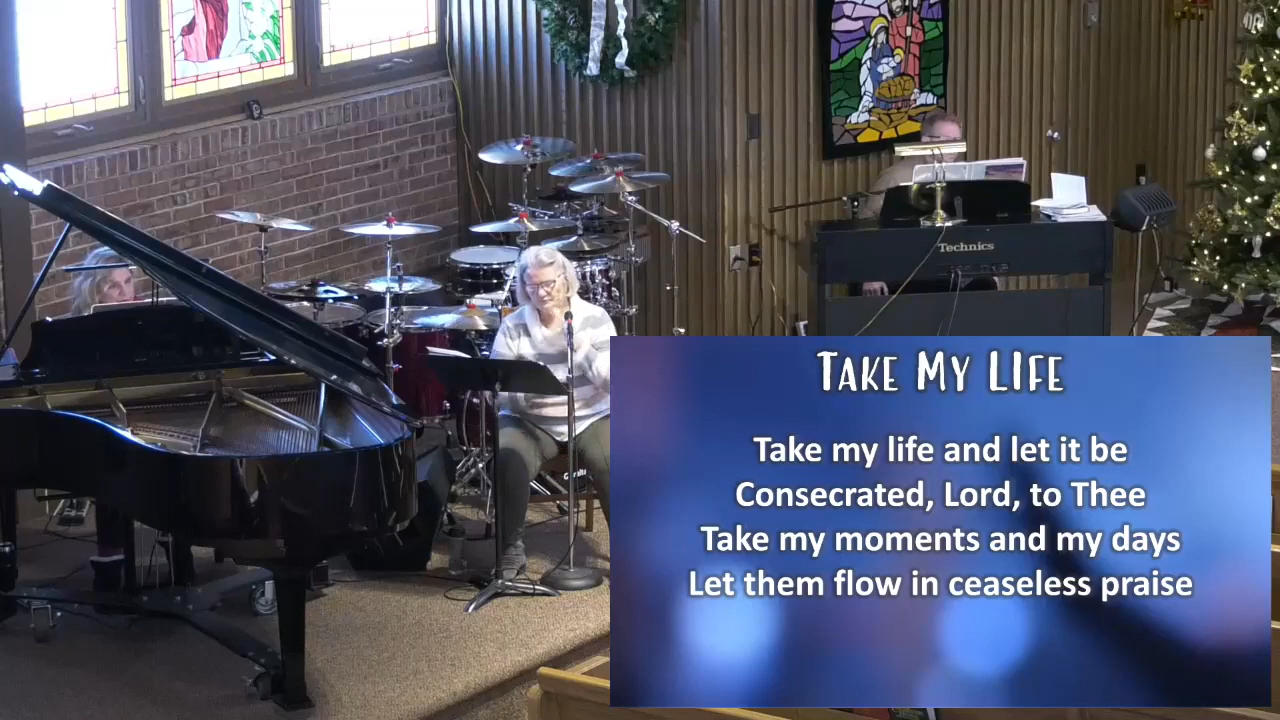 Technics
TAKE MY LIFE
Take my life and let it be
Consecrated, Lord, to Thee
Take my moments and my days
Let them flow in ceaseless praise